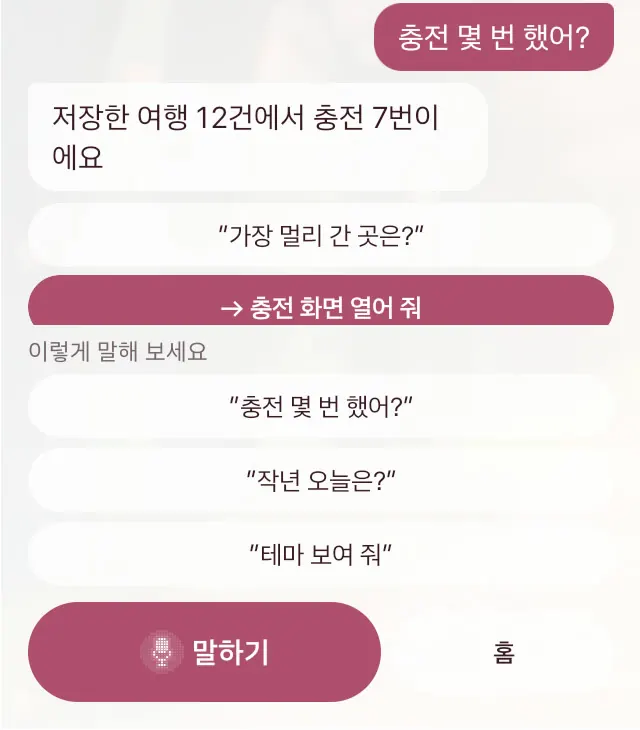 충전 몇 번 했어?
저장한 여행 12건에서 충전 7번이
에요
"가장 멀리 간 곳은?"
→ 충전 화면 열어 줘
이렇게 말해 보세요
"충전 몇 번 했어?"
"작년 오늘은?"
"테마 보여 줘"
말하기
홈